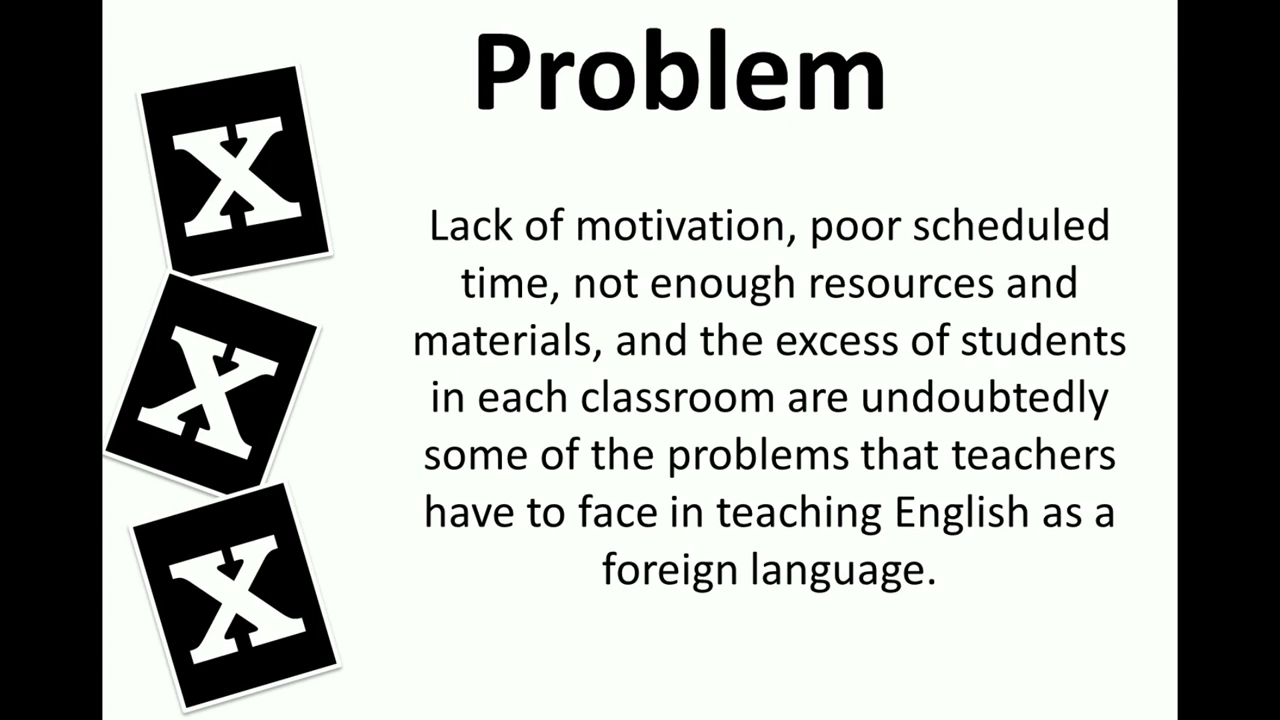 Problem
X
X
X
Lack of motivation, poor scheduled
time, not enough resources and
materials, and the excess of students
in each classroom are undoubtedly
some of the problems that teachers
have to face in teaching English as a
foreign language.